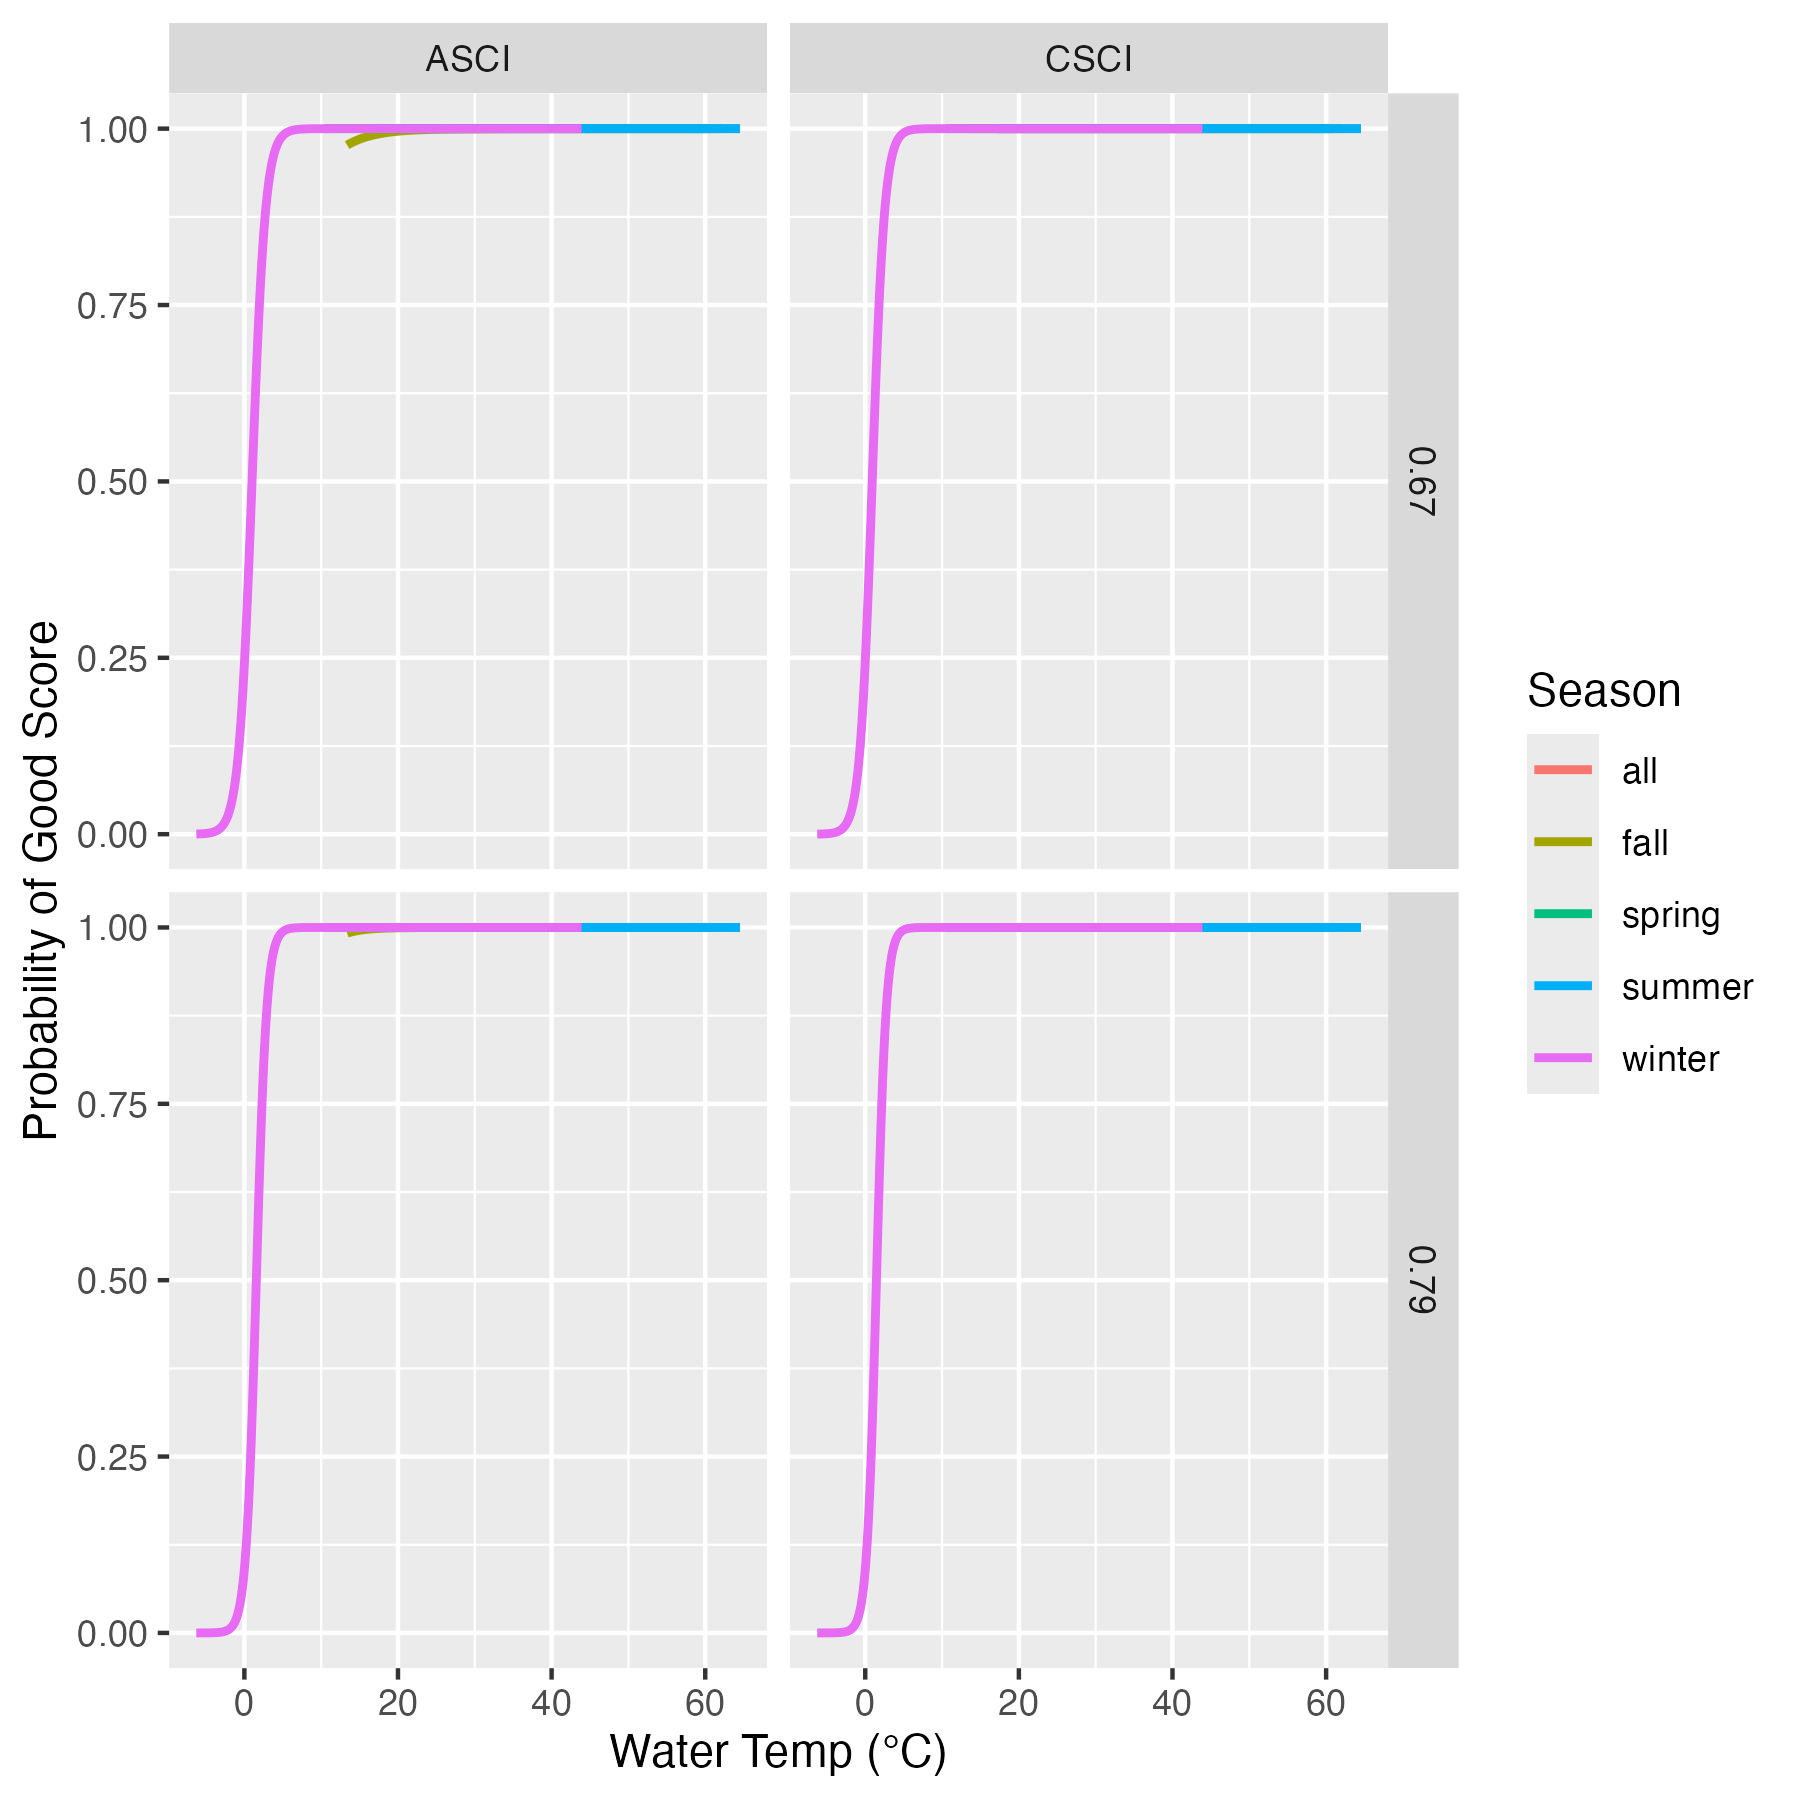 ASCI
CSCI
Probability of Good Score
1.00
0.75
0.50
0.25
0.00
0.67
1.00
0.75
0.50
0.25
0.00
0.79
0 20 40 60
0 20 40 60
Water Temp (°C)
Season
all
fall
spring
summer
winter